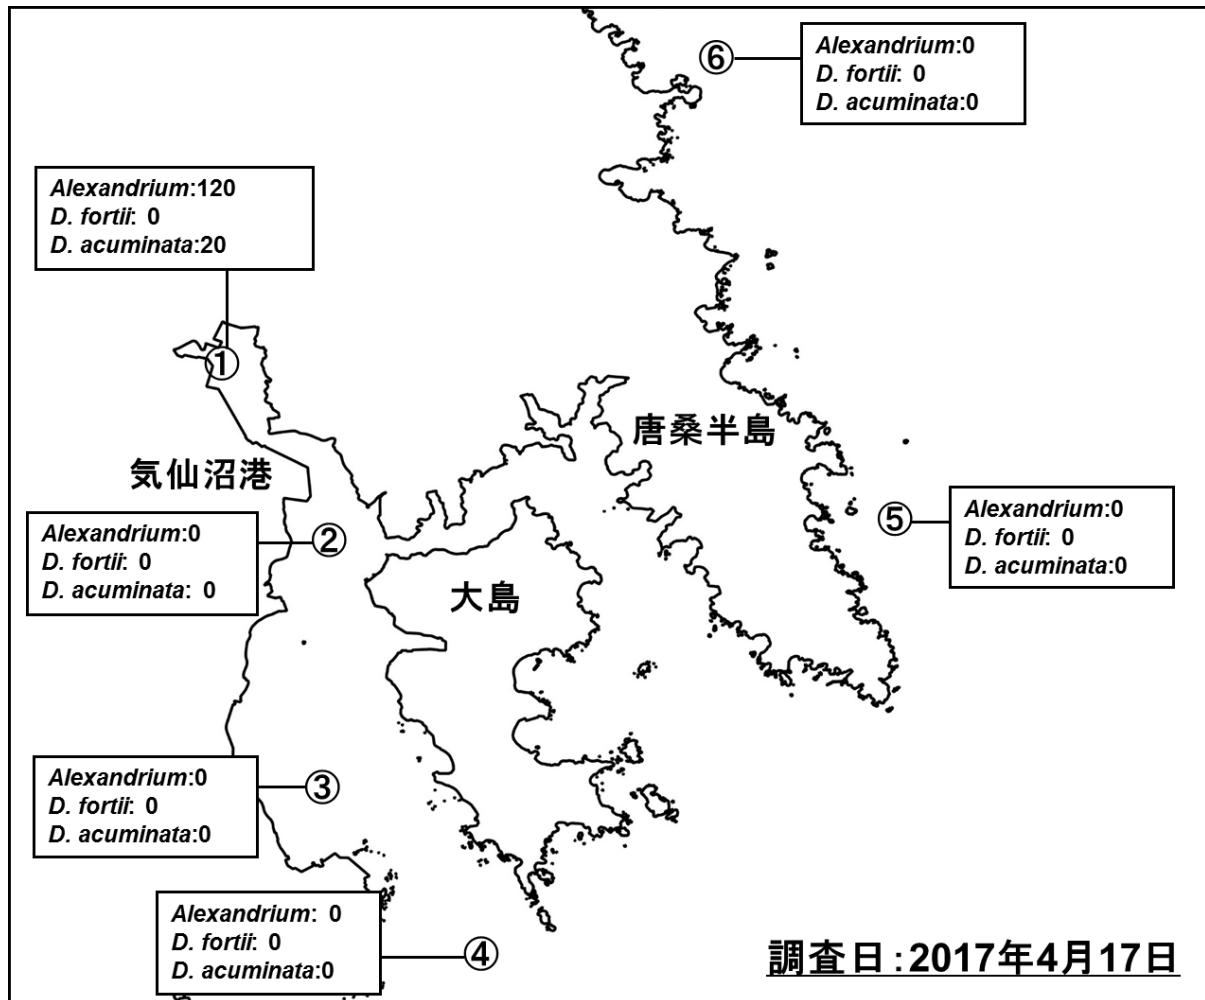 ⑥
Alexandrium:0
D. fortii: 0
D. acuminata:0
Alexandrium:120
D. fortii: 0
D. acuminata:20
①
唐桑半島
気仙沼港
②
Alexandrium:0
D. fortii: 0
D. acuminata: 0
⑤
Alexandrium:0
D. fortii: 0
D. acuminata:0
大島
Alexandrium:0
D. fortii: 0
D. acuminata:0
③
Alexandrium: 0
D. fortii: 0
D. acuminata:0
④
調査日:2017年4月17日